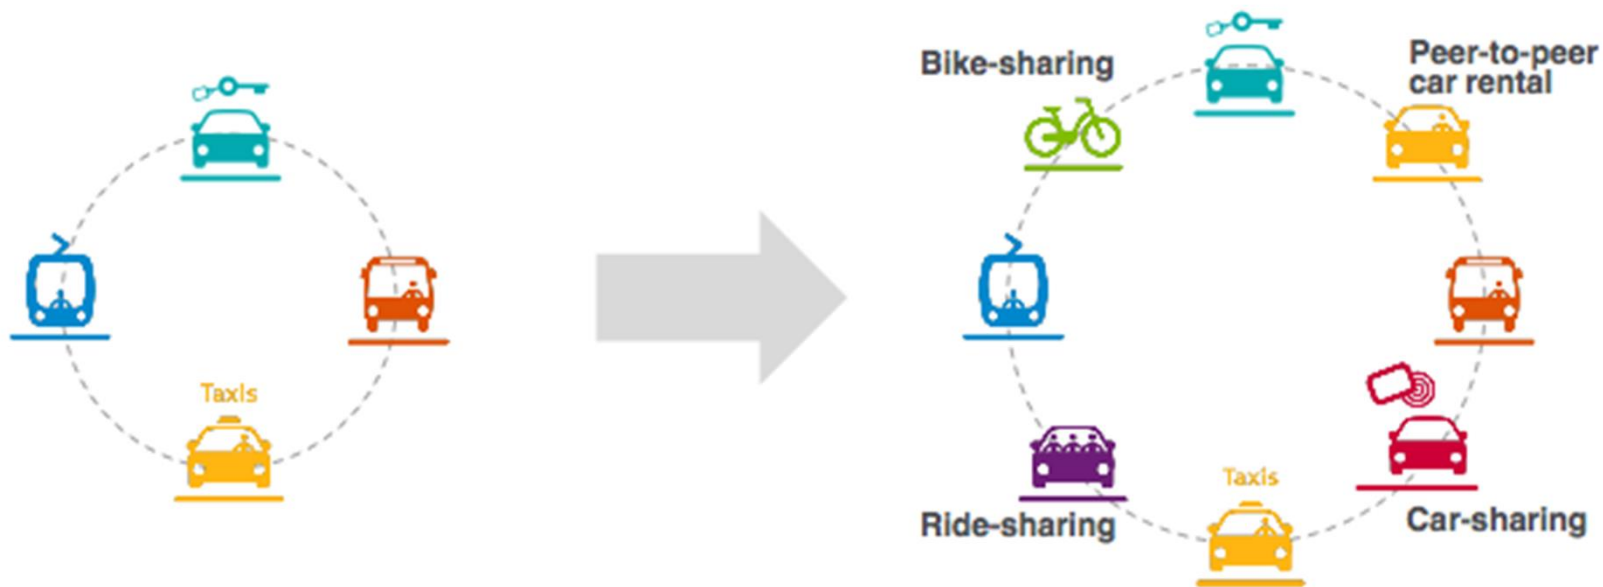 Taxis
Bike-sharing
Peer-to-peer
car rental
Ride-sharing
Taxis
Car-sharing